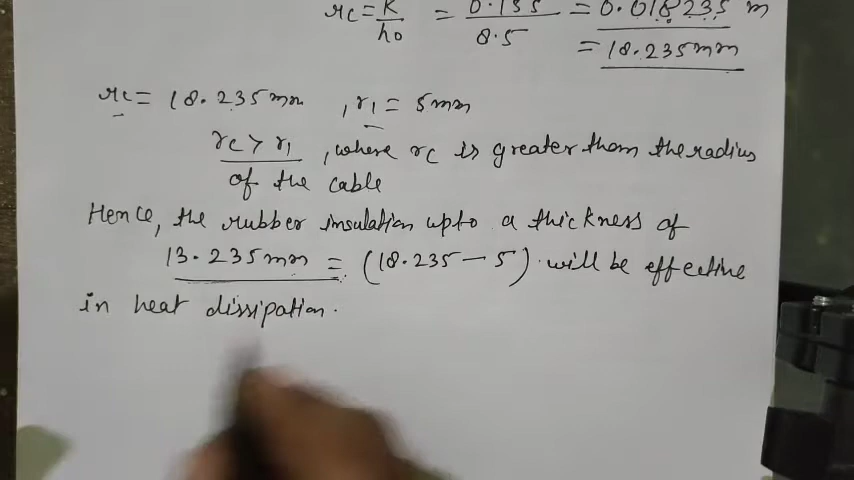 rc = K/h0 = 0.155/8.5 = 0.018235 m
= 18.235mm
rc = 18.235mm , r1 = 5mm
rc > r1 , where rc is greater than the radius
of the cable
Hence, the rubber insulation upto a thickness of
13.235mm = (18.235 - 5) will be effective
in heat dissipation.